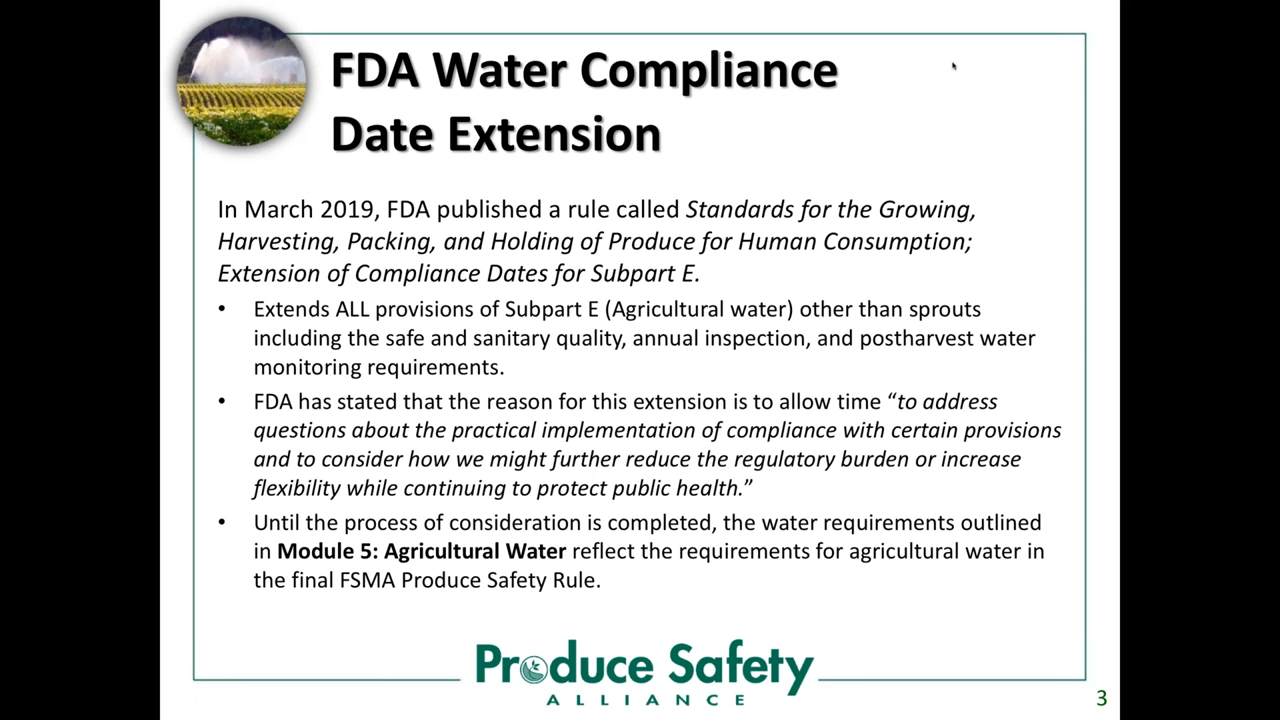 FDA Water Compliance
Date Extension
In March 2019, FDA published a rule called Standards for the Growing,
Harvesting, Packing, and Holding of Produce for Human Consumption;
Extension of Compliance Dates for Subpart E.
• Extends ALL provisions of Subpart E (Agricultural water) other than sprouts
including the safe and sanitary quality, annual inspection, and postharvest water
monitoring requirements.
• FDA has stated that the reason for this extension is to allow time “to address
questions about the practical implementation of compliance with certain provisions
and to consider how we might further reduce the regulatory burden or increase
flexibility while continuing to protect public health.”
• Until the process of consideration is completed, the water requirements outlined
in Module 5: Agricultural Water reflect the requirements for agricultural water in
the final FSMA Produce Safety Rule.
Produce Safety
ALLIANCE
3